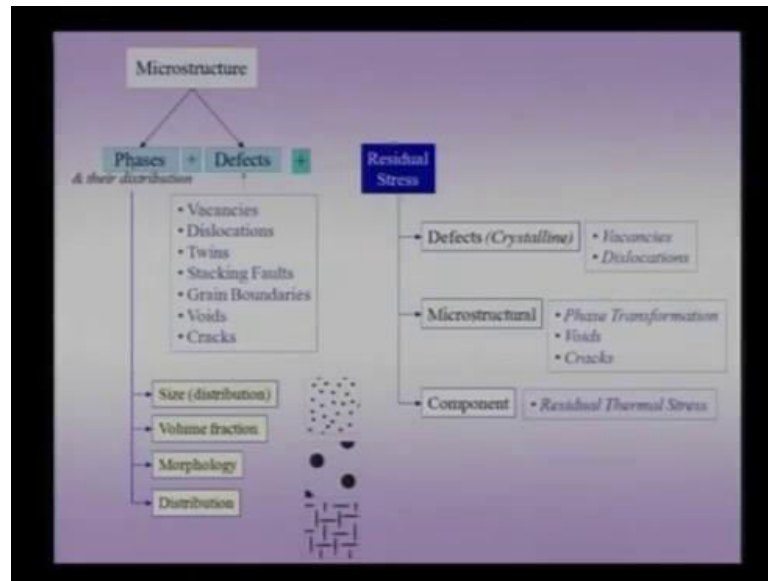 Microstructure
Phases + Defects +
& their distribution
• Vacancies
• Dislocations
• Twins
• Stacking Faults
• Grain Boundaries
• Voids
• Cracks
Size (distribution)
Volume fraction
Morphology
Distribution
Residual
Stress
Defects (Crystalline)
• Vacancies
• Dislocations
Microstructural
• Phase Transformation
• Voids
• Cracks
Component
• Residual Thermal Stress